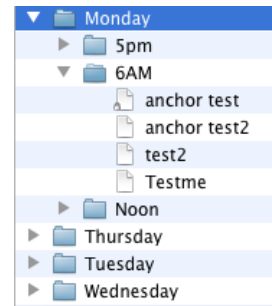 Monday
5pm
6AM
anchor test
anchor test2
test2
Testme
Noon
Thursday
Tuesday
Wednesday